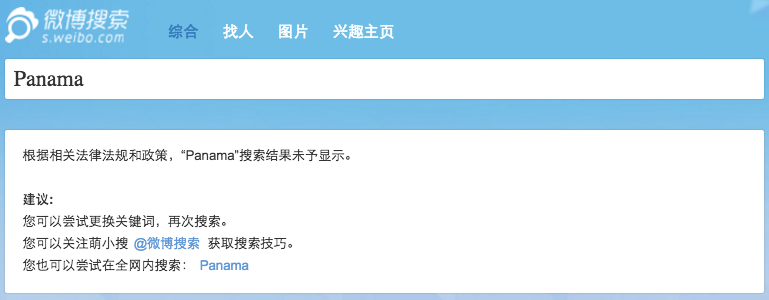 微博搜索
s.weibo.com
综合 找人 图片 兴趣主页
Panama
根据相关法律法规和政策，“Panama”搜索结果未予显示。
建议:
您可以尝试更换关键词，再次搜索。
您可以关注萌小搜 @微博搜索 获取搜索技巧。
您也可以尝试在全网内搜索： Panama